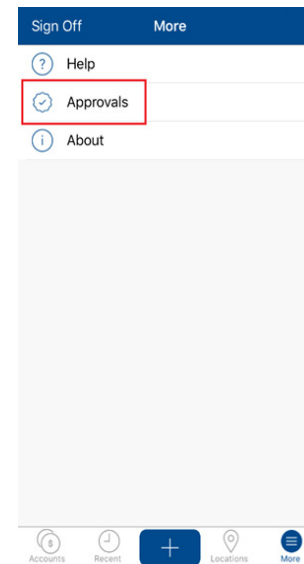 Sign Off More
? Help
Approvals
i About
$
+
Accounts Recent Locations More